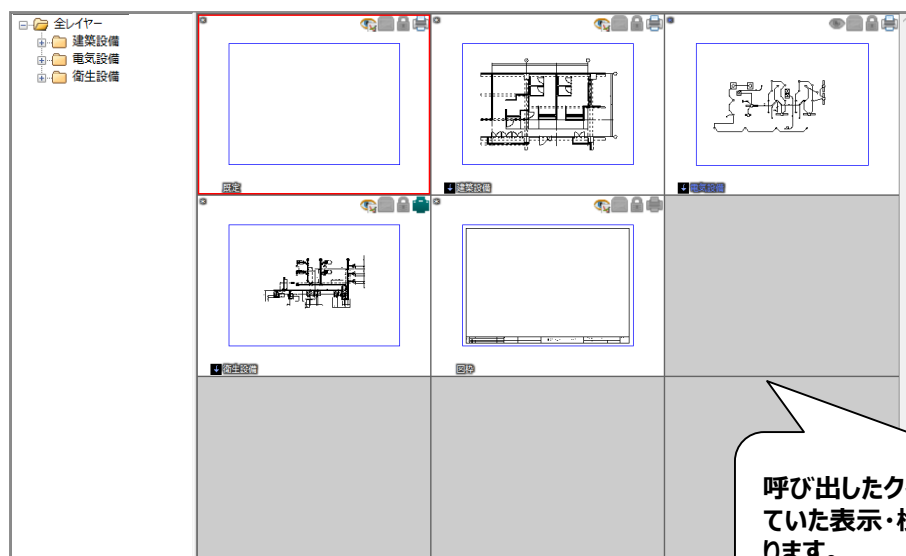 全レイヤー
建築設備
電気設備
衛生設備
既定
建築設備
電気設備
衛生設備
図枠
呼び出したク
ていた表示・
ります。